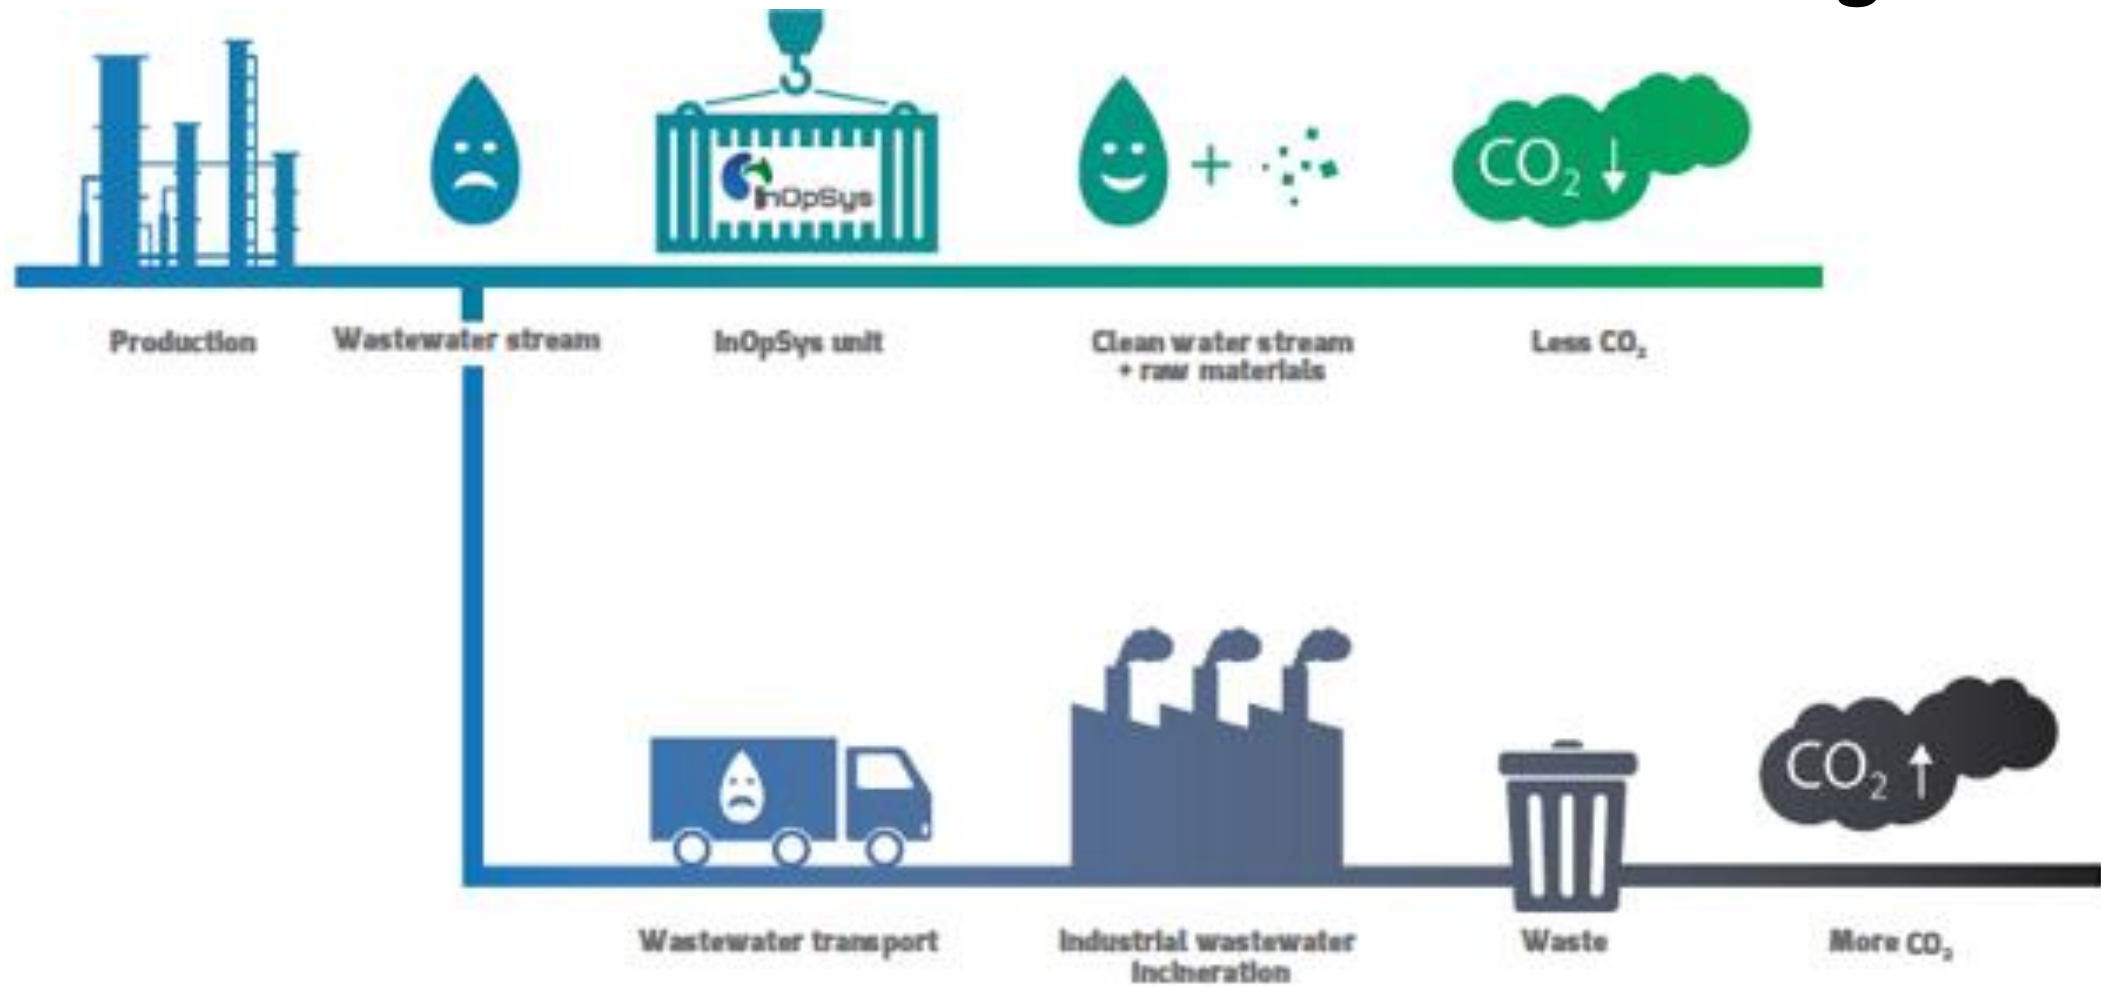 g
InOpSys
CO₂ ↓
Production
Wastewater stream
InOpSys unit
Clean water stream
+ raw materials
Less CO₂
CO₂ ↑
Wastewater transport
Industrial wastewater
incineration
Waste
More CO₂